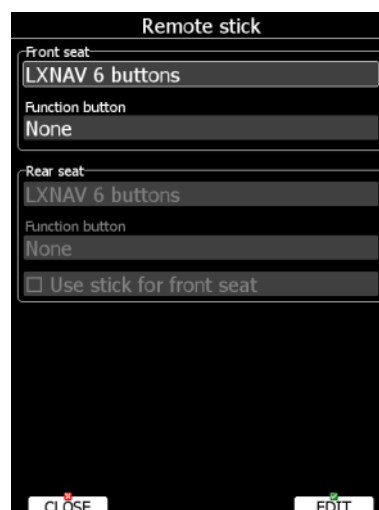 Remote stick
Front seat
LXNAV 6 buttons
Function button
None
Rear seat
LXNAV 6 buttons
Function button
None
Use stick for front seat
CLOSE
EDIT